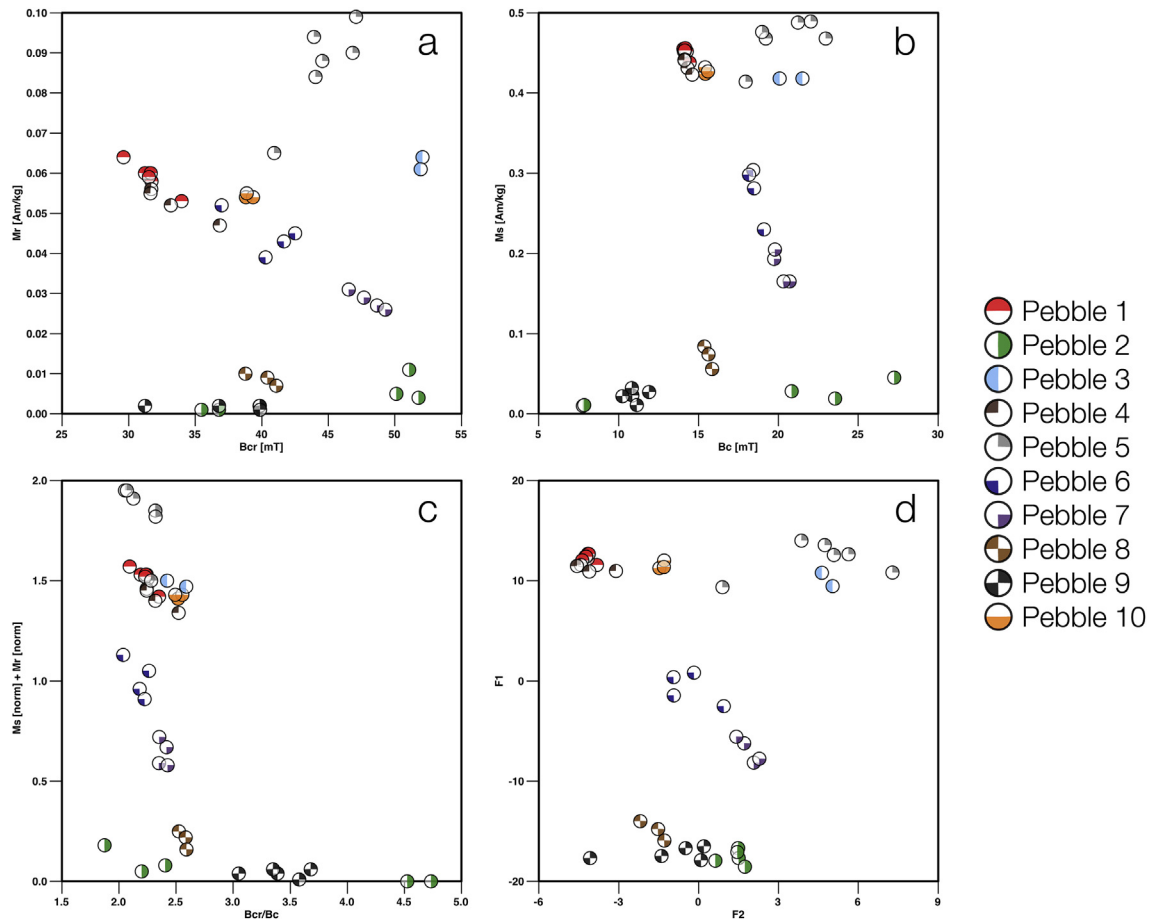 0.10
0.09
0.08
0.07
0.06
0.05
0.04
0.03
0.02
0.01
0.00
Mr [Am/kg]
a
25 30 35 40 45 50 55
Bcr [mT]
0.5
0.4
0.3
0.2
0.1
0.0
Ms [Am/kg]
b
5 10 15 20 25 30
Bc [mT]
2.0
1.5
1.0
0.5
0.0
Ms [norm] + Mr [norm]
c
1.5 2.0 2.5 3.0 3.5 4.0 4.5 5.0
Bcr/Bc
20
10
0
-10
-20
F1
d
-6 -3 0 3 6 9
F2
Pebble 1
Pebble 2
Pebble 3
Pebble 4
Pebble 5
Pebble 6
Pebble 7
Pebble 8
Pebble 9
Pebble 10